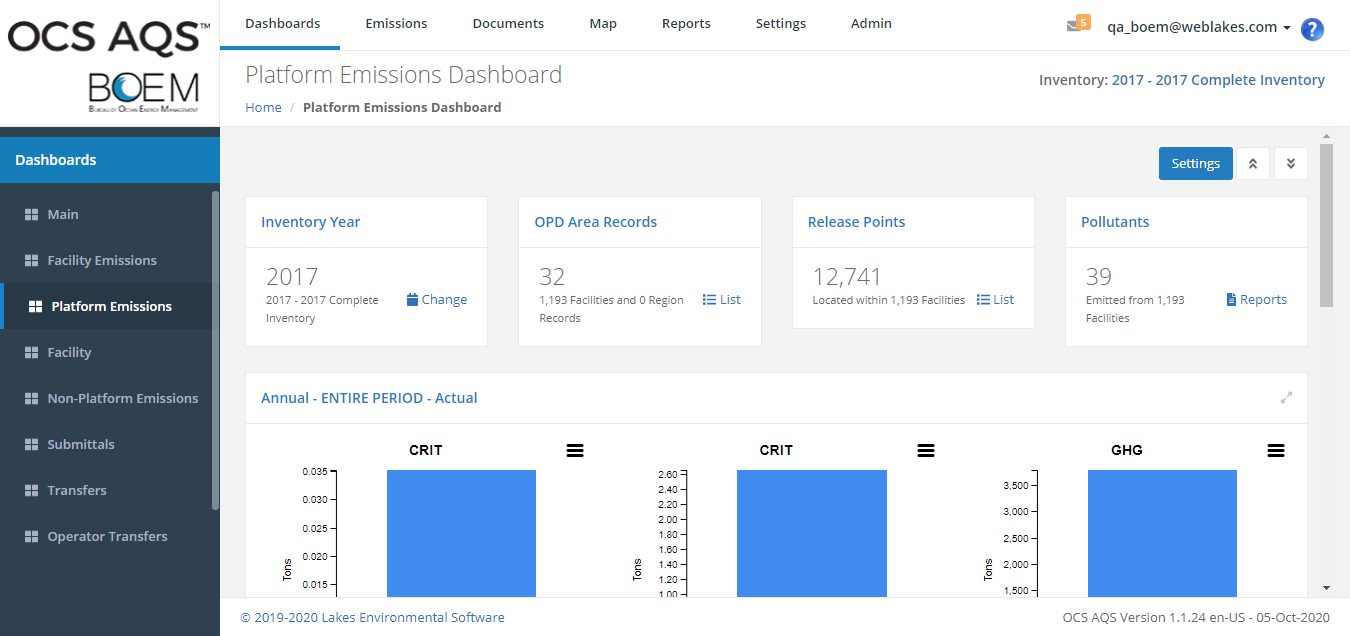 OCS AQS™
BOEM
Bureau of Ocean Energy Management
Dashboards Emissions Documents Map Reports Settings Admin
5 qa_boem@weblakes.com ?
Platform Emissions Dashboard
Inventory: 2017 - 2017 Complete Inventory
Home / Platform Emissions Dashboard
Dashboards
Main
Facility Emissions
Platform Emissions
Facility
Non-Platform Emissions
Submittals
Transfers
Operator Transfers
Settings
Inventory Year
2017
2017 - 2017 Complete
Inventory
Change
OPD Area Records
32
1,193 Facilities and 0 Region
Records
List
Release Points
12,741
Located within 1,193 Facilities
List
Pollutants
39
Emitted from 1,193
Facilities
Reports
Annual - ENTIRE PERIOD - Actual
CRIT
0.035
0.030
0.025
0.020
0.015
Tons
CRIT
2.60
2.40
2.20
2.00
1.80
1.60
1.40
1.20
1.00
Tons
GHG
3,500
3,000
2,500
2,000
1,500
Tons
© 2019-2020 Lakes Environmental Software
OCS AQS Version 1.1.24 en-US - 05-Oct-2020